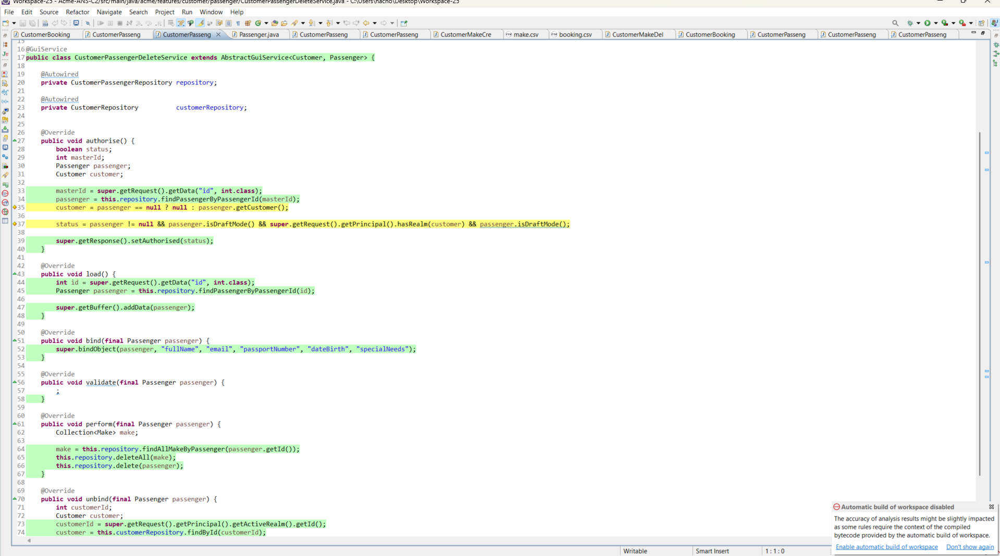 Workspace-25 - Acme-ANS-C2/src/main/java/acme/features/customer/passenger/CustomerPassengerDeleteService.java - C:\Users\nacho\Desktop\Workspace-25
File Edit Source Refactor Navigate Search Project Run Window Help
CustomerBooking CustomerPasseng CustomerPasseng Passenger.java CustomerPasseng CustomerPasseng CustomerMakeCre make.csv booking.csv CustomerMakeDel CustomerBooking CustomerPasseng CustomerPasseng CustomerPasseng
15
16 @GuiService
17 public class CustomerPassengerDeleteService extends AbstractGuiService<Customer, Passenger> {
18
19 @Autowired
20 private CustomerPassengerRepository repository;
21
22 @Autowired
23 private CustomerRepository customerRepository;
24
25
26 @Override
27 public void authorise() {
28 boolean status;
29 int masterId;
30 Passenger passenger;
31 Customer customer;
32
33 masterId = super.getRequest().getData("id", int.class);
34 passenger = this.repository.findPassengerByPassengerId(masterId);
35 customer = passenger == null ? null : passenger.getCustomer();
36
37 status = passenger != null && passenger.isDraftMode() && super.getRequest().getPrincipal().hasRealm(customer) && passenger.isDraftMode();
38
39 super.getResponse().setAuthorised(status);
40 }
41
42 @Override
43 public void load() {
44 int id = super.getRequest().getData("id", int.class);
45 Passenger passenger = this.repository.findPassengerByPassengerId(id);
46
47 super.getBuffer().addData(passenger);
48 }
49
50 @Override
51 public void bind(final Passenger passenger) {
52 super.bindObject(passenger, "fullName", "email", "passportNumber", "dateBirth", "specialNeeds");
53 }
54
55 @Override
56 public void validate(final Passenger passenger) {
57 ;
58 }
59
60 @Override
61 public void perform(final Passenger passenger) {
62 Collection<Make> make;
63
64 make = this.repository.findAllMakeByPassenger(passenger.getId());
65 this.repository.deleteAll(make);
66 this.repository.delete(passenger);
67 }
68
69 @Override
70 public void unbind(final Passenger passenger) {
71 int customerId;
72 Customer customer;
73 customerId = super.getRequest().getPrincipal().getActiveRealm().getId();
74 customer = this.customerRepository.findById(customerId);
Automatic build of workspace disabled
The accuracy of analysis results might be slightly impacted
as some rules require the context of the compiled
bytecode provided by the automatic build of workspace.
Enable automatic build of workspace Don't show again
Writable Smart Insert 1 : 1 : 0